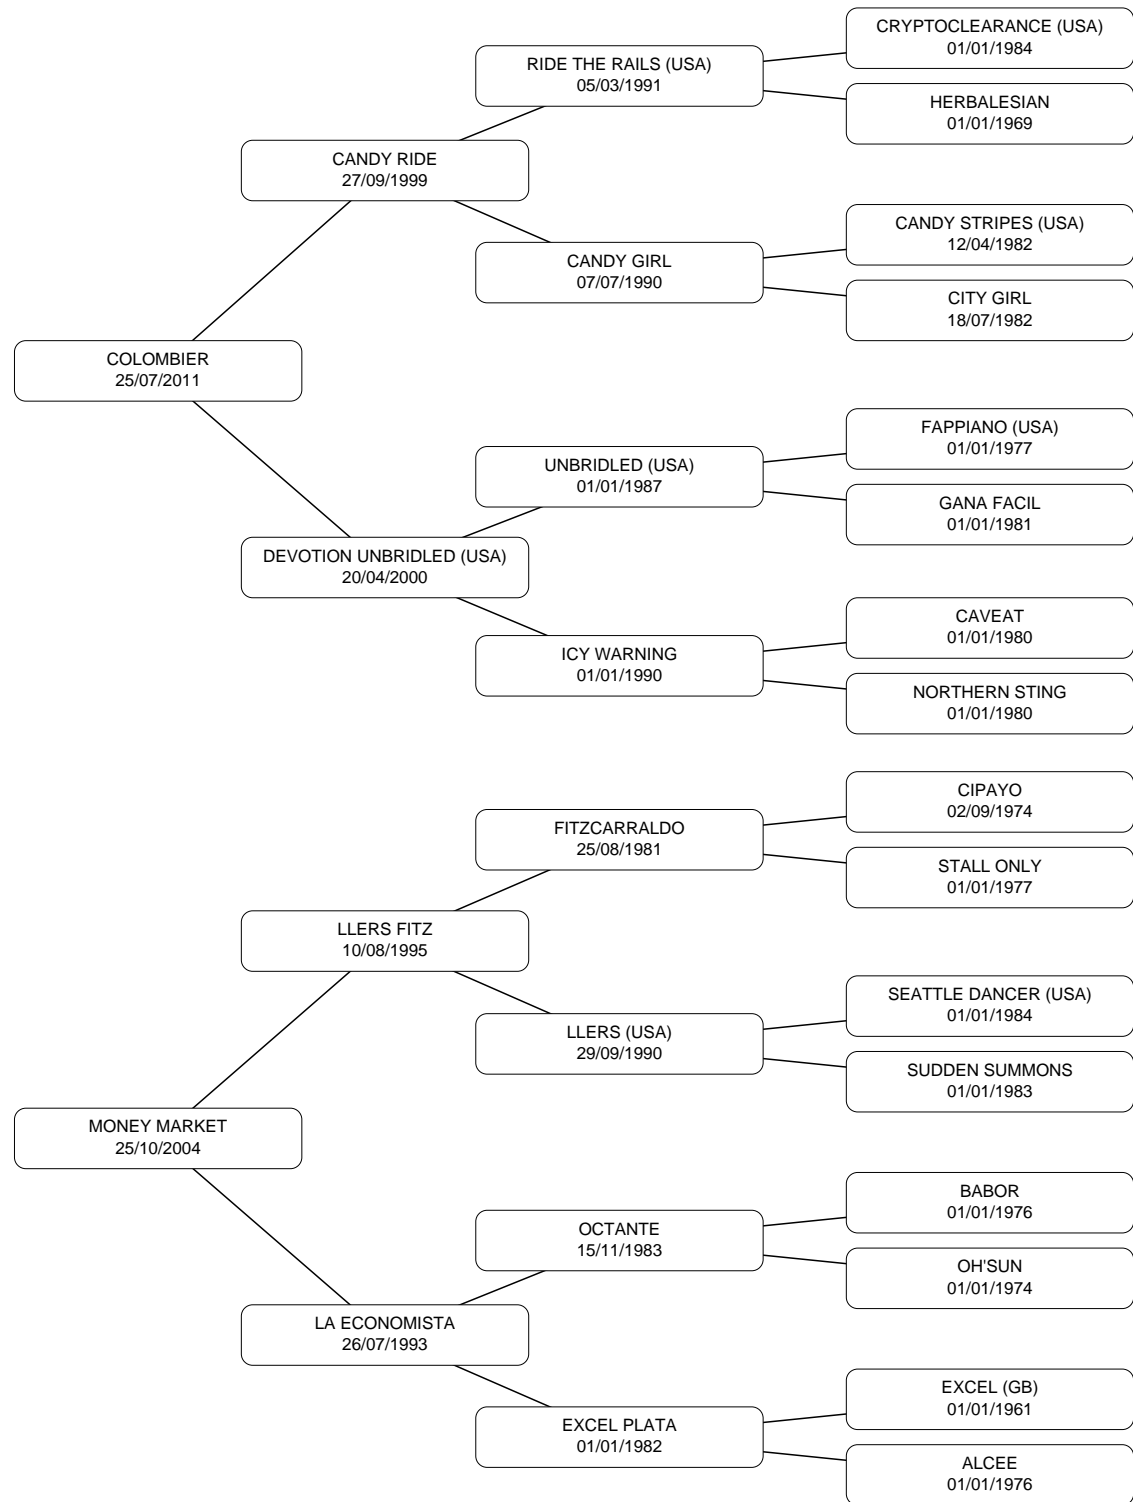 CRYPTOCLEARANCE (USA)
01/01/1984
RIDE THE RAILS (USA)
05/03/1991
HERBALESIAN
01/01/1969
CANDY RIDE
27/09/1999
CANDY STRIPES (USA)
12/04/1982
CANDY GIRL
07/07/1990
CITY GIRL
18/07/1982
COLOMBIER
25/07/2011
FAPPIANO (USA)
01/01/1977
UNBRIDLED (USA)
01/01/1987
GANA FACIL
01/01/1981
DEVOTION UNBRIDLED (USA)
20/04/2000
CAVEAT
01/01/1980
ICY WARNING
01/01/1990
NORTHERN STING
01/01/1980
CIPAYO
02/09/1974
FITZCARRALDO
25/08/1981
STALL ONLY
01/01/1977
LLERS FITZ
10/08/1995
SEATTLE DANCER (USA)
01/01/1984
LLERS (USA)
29/09/1990
SUDDEN SUMMONS
01/01/1983
MONEY MARKET
25/10/2004
BABOR
01/01/1976
OCTANTE
15/11/1983
OH'SUN
01/01/1974
LA ECONOMISTA
26/07/1993
EXCEL (GB)
01/01/1961
EXCEL PLATA
01/01/1982
ALCEE
01/01/1976